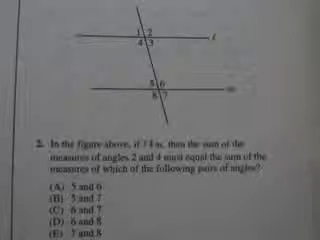 1 2
4 3
l
5 6
8 7
m
2. In the figure above, if l ∥ m, then the sum of the
measures of angles 2 and 4 must equal the sum of the
measures of which of the following pairs of angles?
(A) 5 and 6
(B) 5 and 7
(C) 6 and 7
(D) 6 and 8
(E) 7 and 8